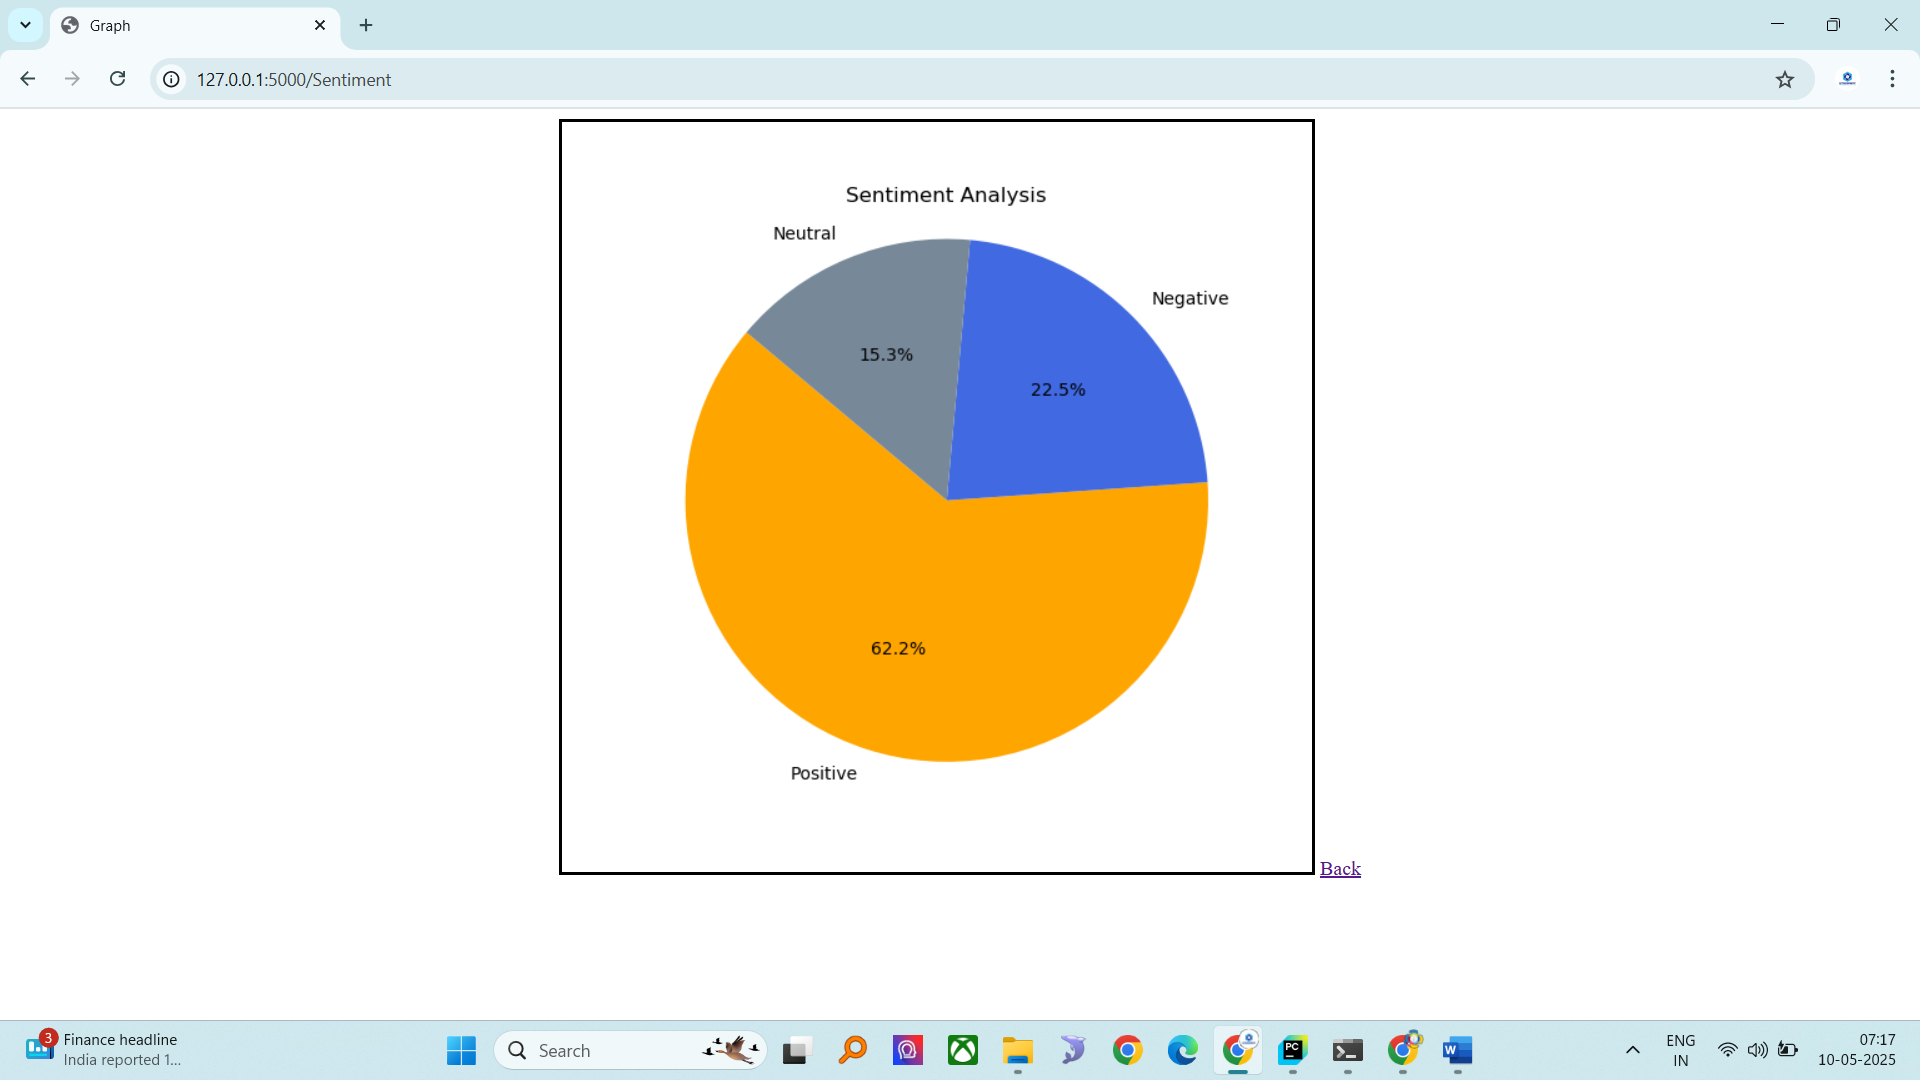 Graph
127.0.0.1:5000/Sentiment
Sentiment Analysis
Neutral
Negative
15.3%
22.5%
62.2%
Positive
Back
3
Finance headline
India reported 1...
Search
PC
W
ENG
IN
07:17
10-05-2025